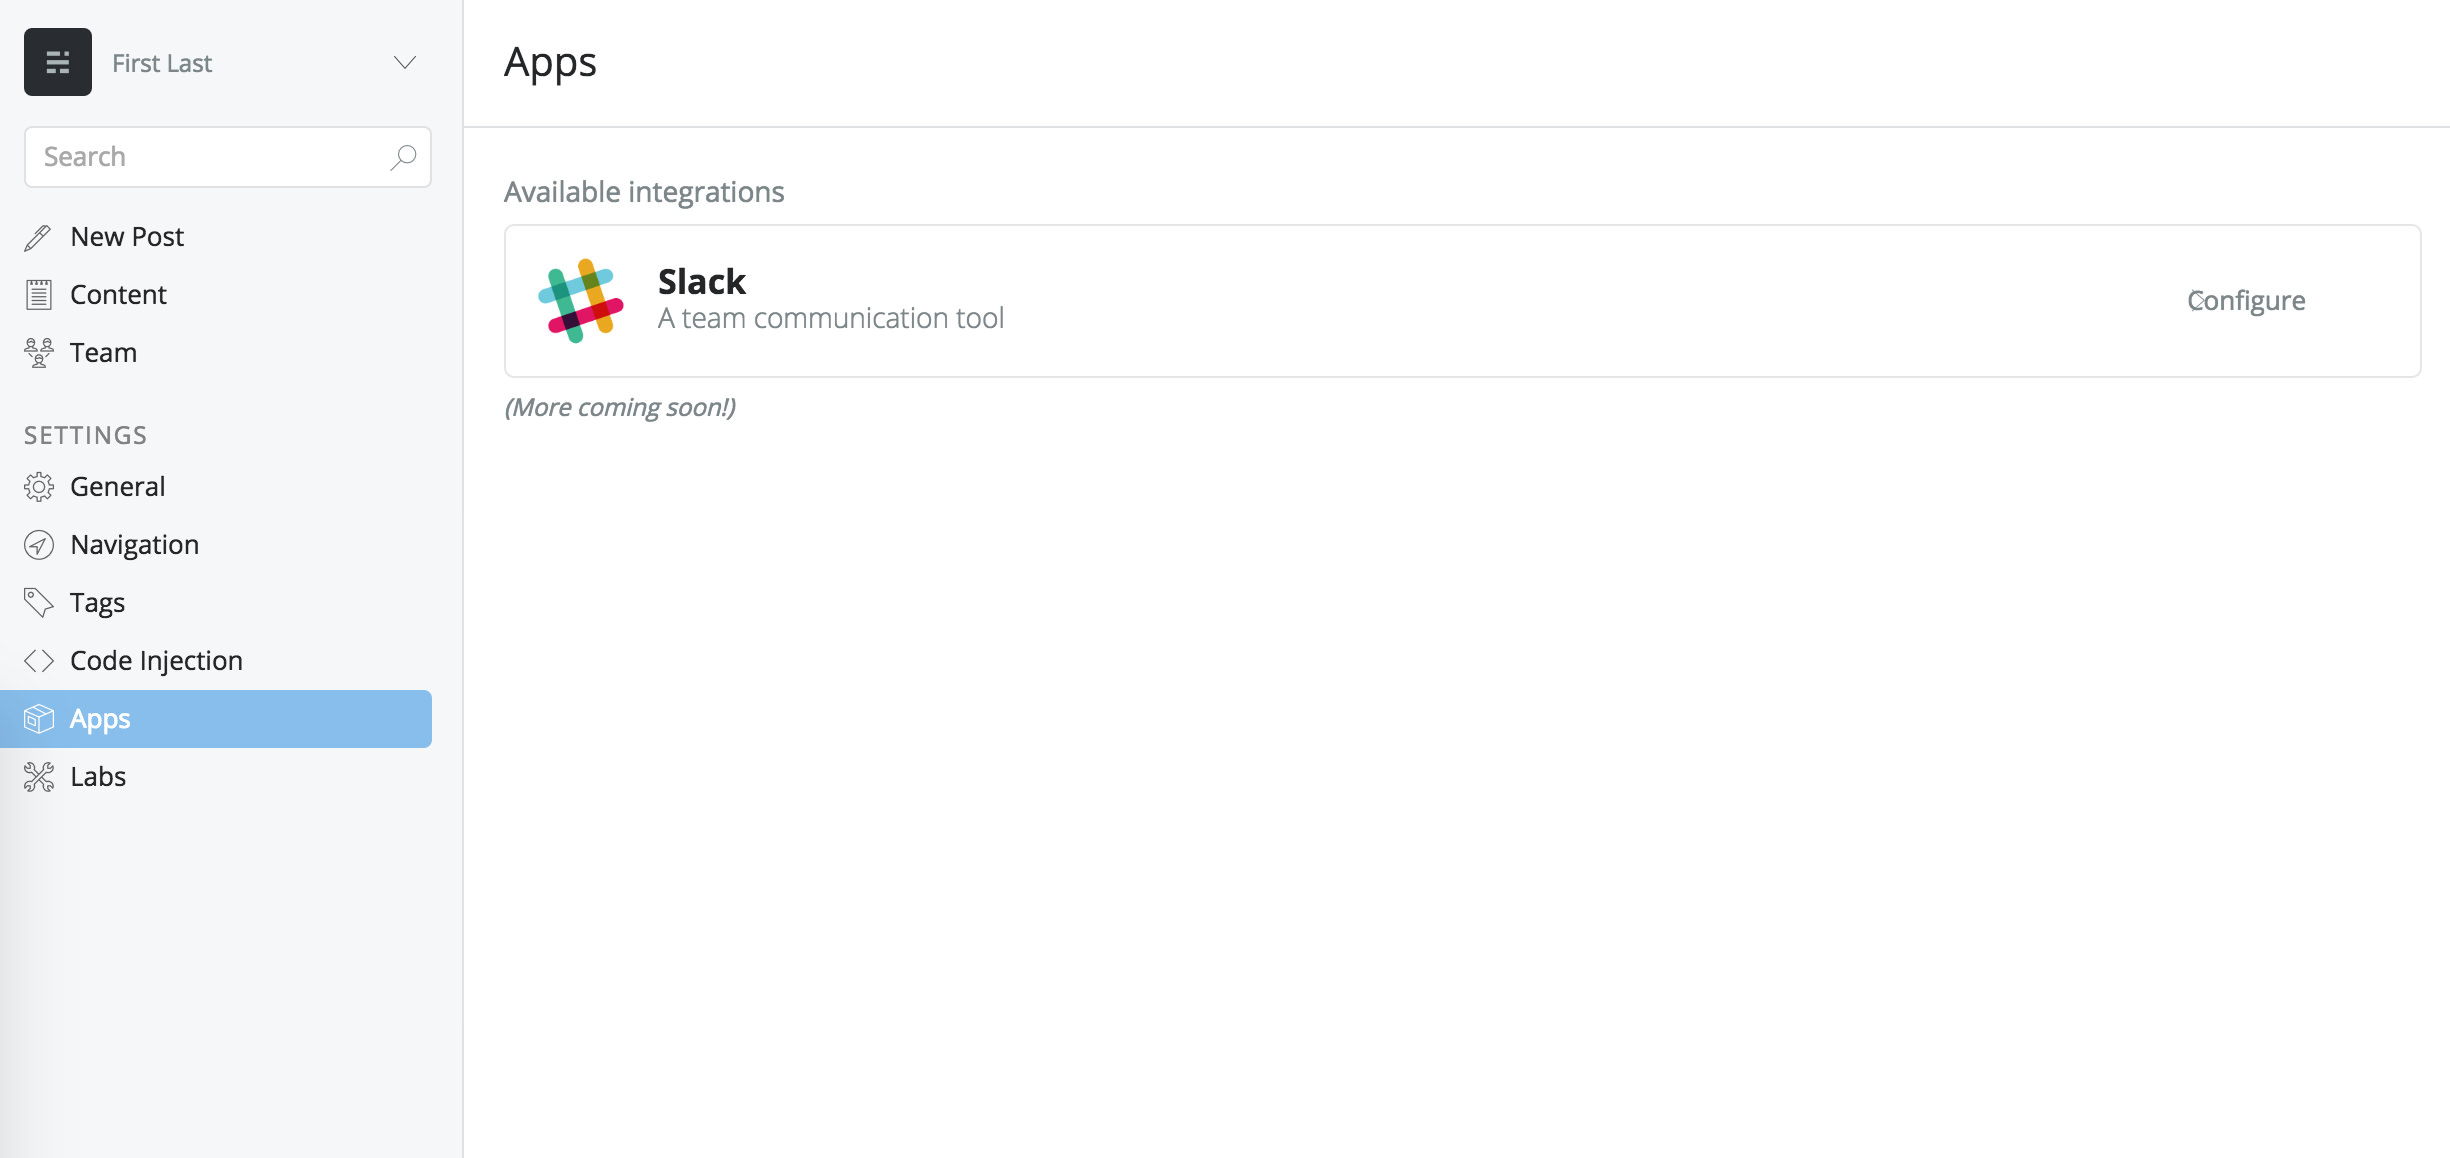 First Last
Search
New Post
Content
Team
SETTINGS
General
Navigation
Tags
Code Injection
Apps
Labs
Apps
Available integrations
Slack
A team communication tool
Configure
(More coming soon!)